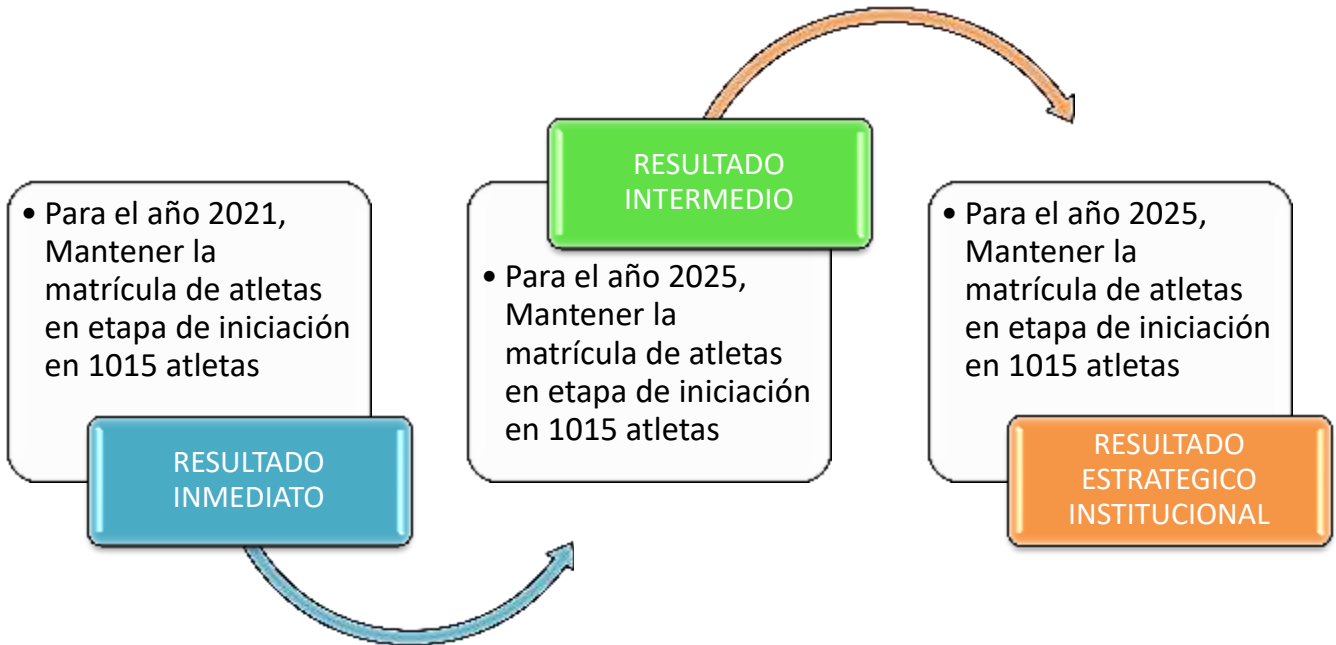 • Para el año 2021,
Mantener la
matrícula de atletas
en etapa de iniciación
en 1015 atletas
RESULTADO
INMEDIATO
RESULTADO
INTERMEDIO
• Para el año 2025,
Mantener la
matrícula de atletas
en etapa de iniciación
en 1015 atletas
• Para el año 2025,
Mantener la
matrícula de atletas
en etapa de iniciación
en 1015 atletas
RESULTADO
ESTRATEGICO
INSTITUCIONAL